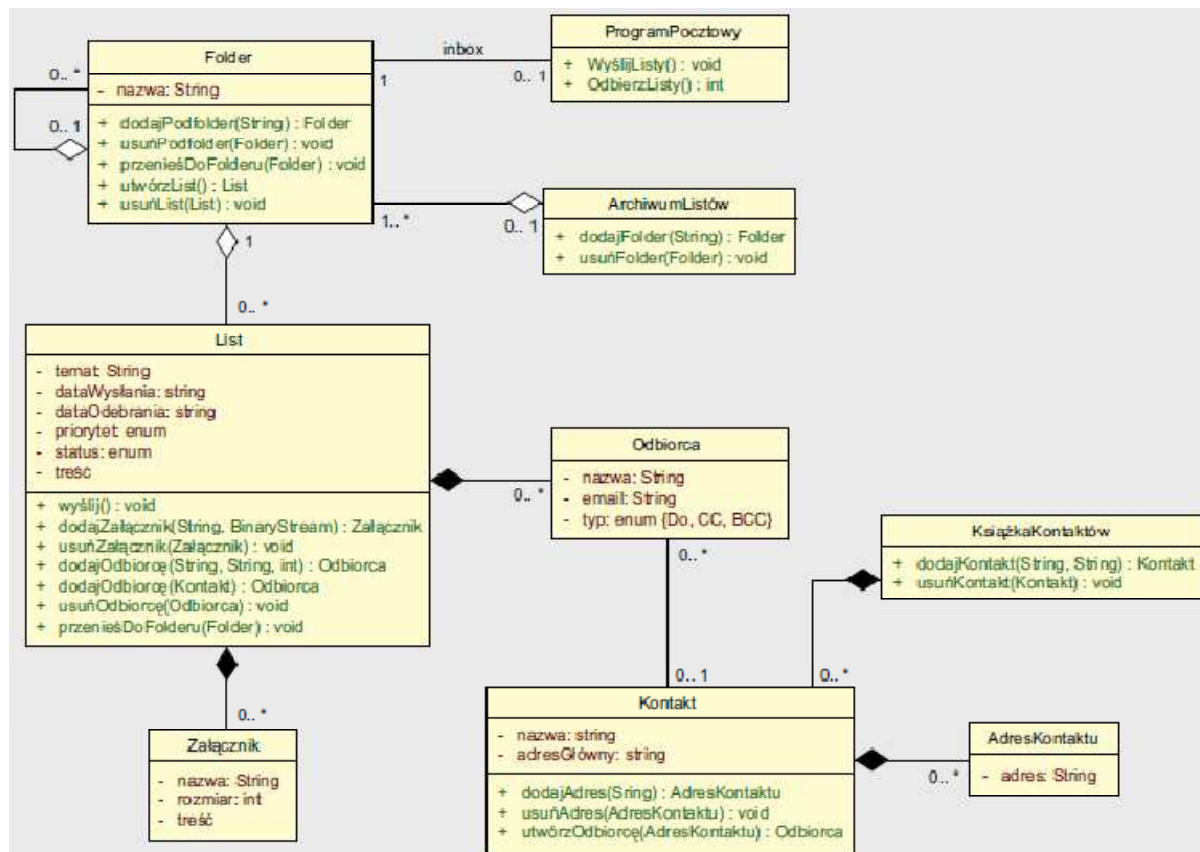 Folder
- nazwa: String
+ dodajPodfolder(String) : Folder
+ usuńPodfolder(Folder) : void
+ przenieśDoFolderu(Folder) : void
+ utwórzList() : List
+ usuńList(List) : void
0.. *
0.. 1
inbox
1
0.. 1
ProgramPocztowy
+ WyślijListy() : void
+ OdbierzListy() : int
1.. *
0.. 1
ArchiwumListów
+ dodajFolder(String) : Folder
+ usuńFolder(Folder) : void
1
0.. *
List
- temat: String
- dataWysłania: string
- dataOdebrania: string
- priorytet: enum
- status: enum
- treść
+ wyślij() : void
+ dodajZałącznik(String, BinaryStream) : Załącznik
+ usuńZałącznik(Załącznik) : void
+ dodajOdbiorcę(String, String, int) : Odbiorca
+ dodajOdbiorcę(Kontakt) : Odbiorca
+ usuńOdbiorcę(Odbiorca) : void
+ przenieśDoFolderu(Folder) : void
0.. *
Odbiorca
- nazwa: String
- email: String
- typ: enum {Do, CC, BCC}
0.. *
KsiążkaKontaktów
+ dodajKontakt(String, String) : Kontakt
+ usuńKontakt(Kontakt) : void
0.. 1
0.. *
0.. *
Załącznik
- nazwa: String
- rozmiar: int
- treść
Kontakt
- nazwa: string
- adresGłówny: string
+ dodajAdres(Sring) : AdresKontaktu
+ usuńAdres(AdresKontaktu) : void
+ utwórzOdbiorcę(AdresKontaktu) : Odbiorca
0.. *
AdresKontaktu
- adres: String